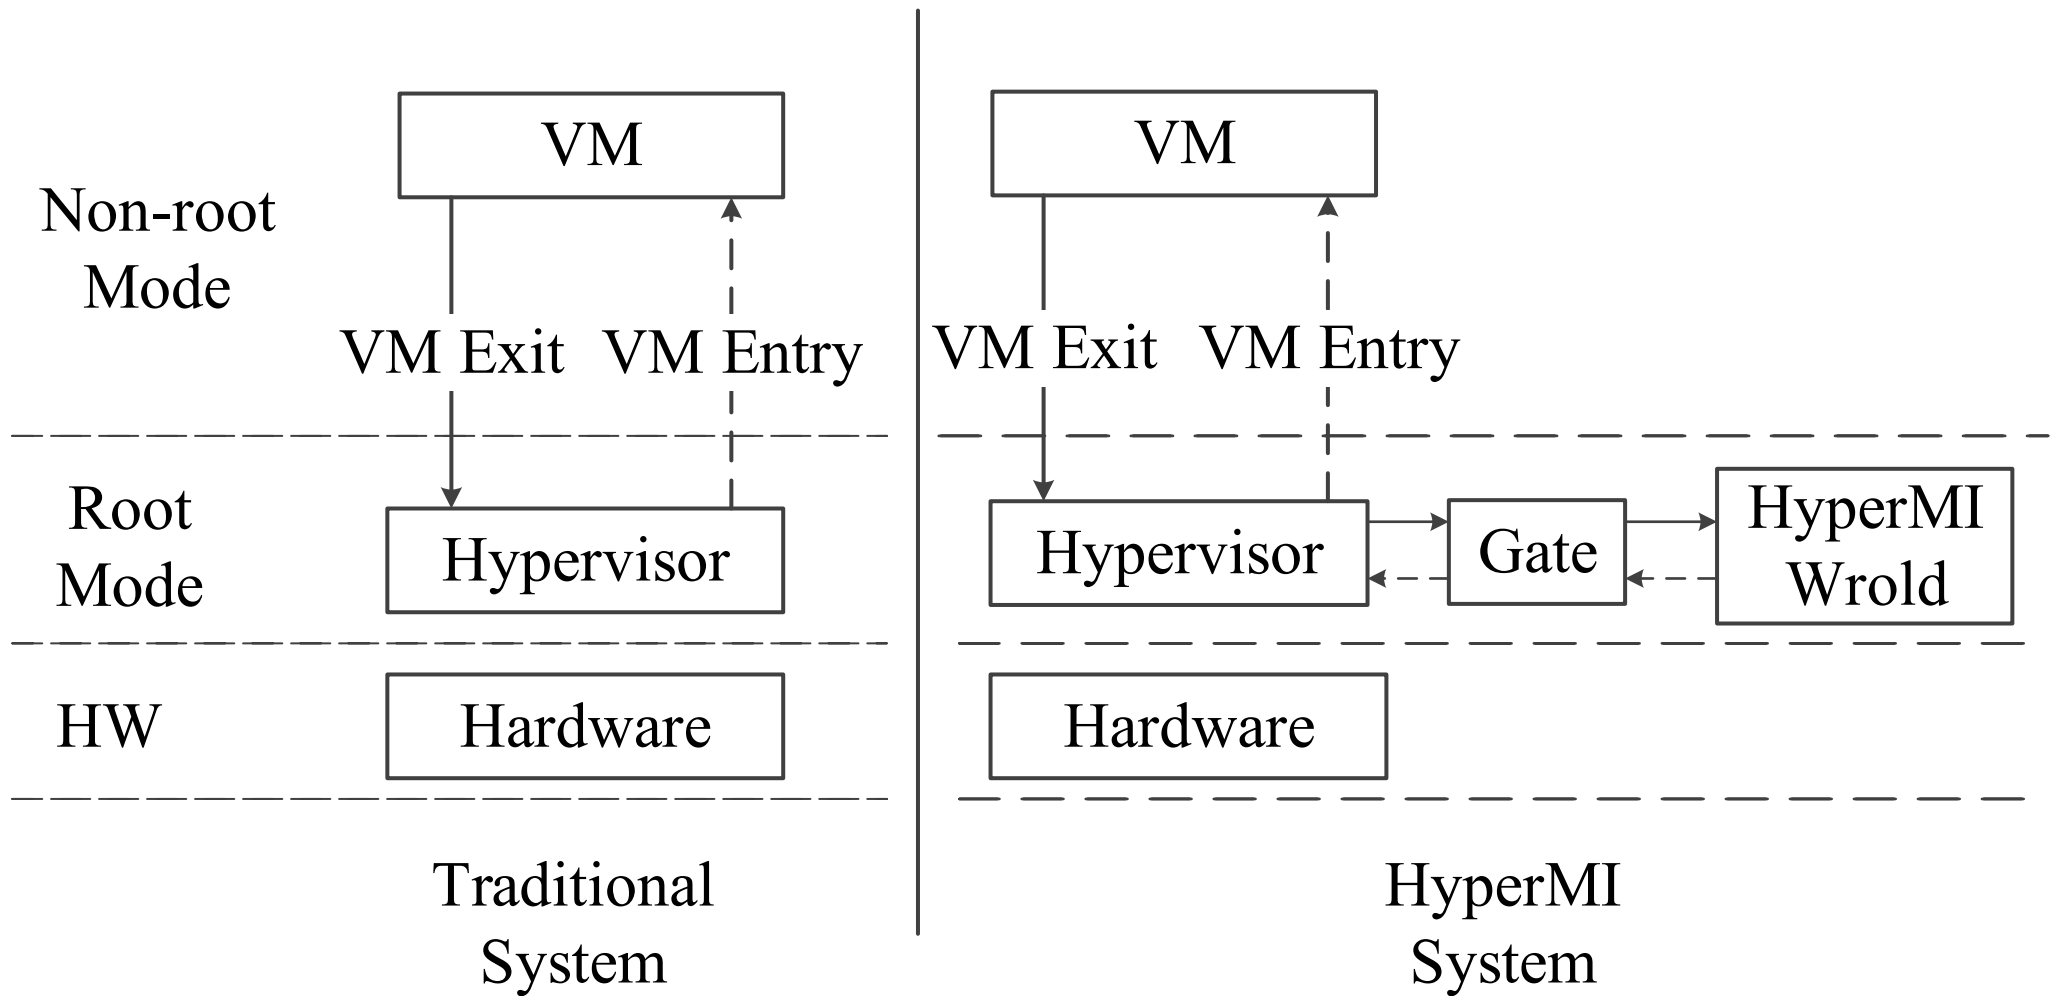 VM
VM
Non-root
Mode
VM Exit
VM Entry
VM Exit
VM Entry
Root
Mode
Hypervisor
Hypervisor
Gate
HyperMI
Wrold
HW
Hardware
Hardware
Traditional
System
HyperMI
System